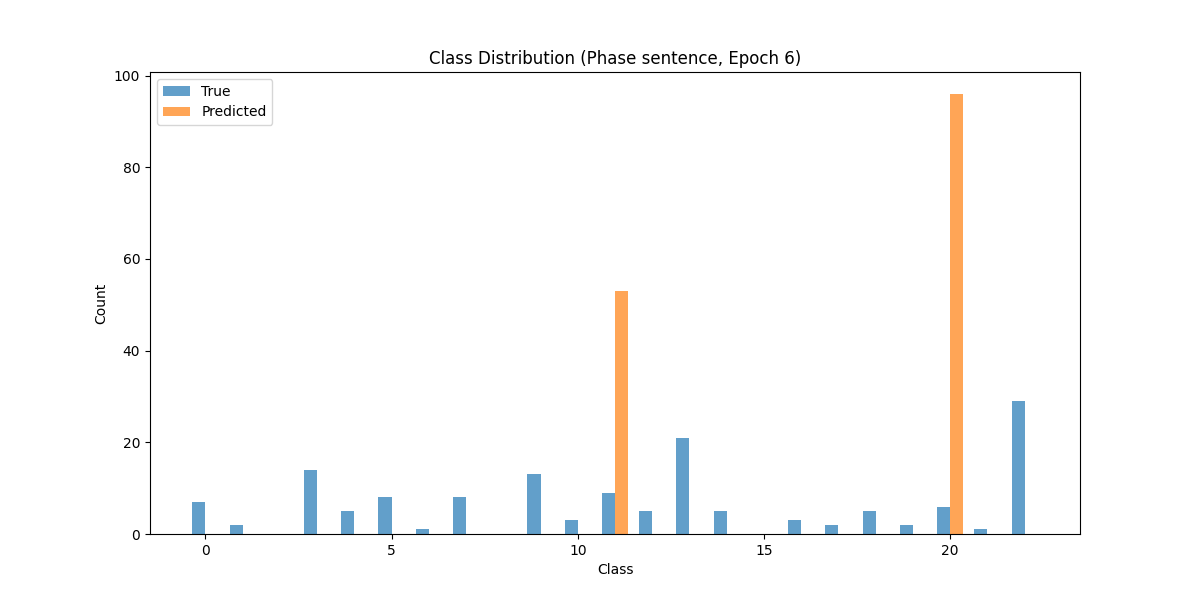 Class Distribution (Phase sentence, Epoch 6)
True
Predicted
100
80
60
40
20
0
Count
0 5 10 15 20
Class